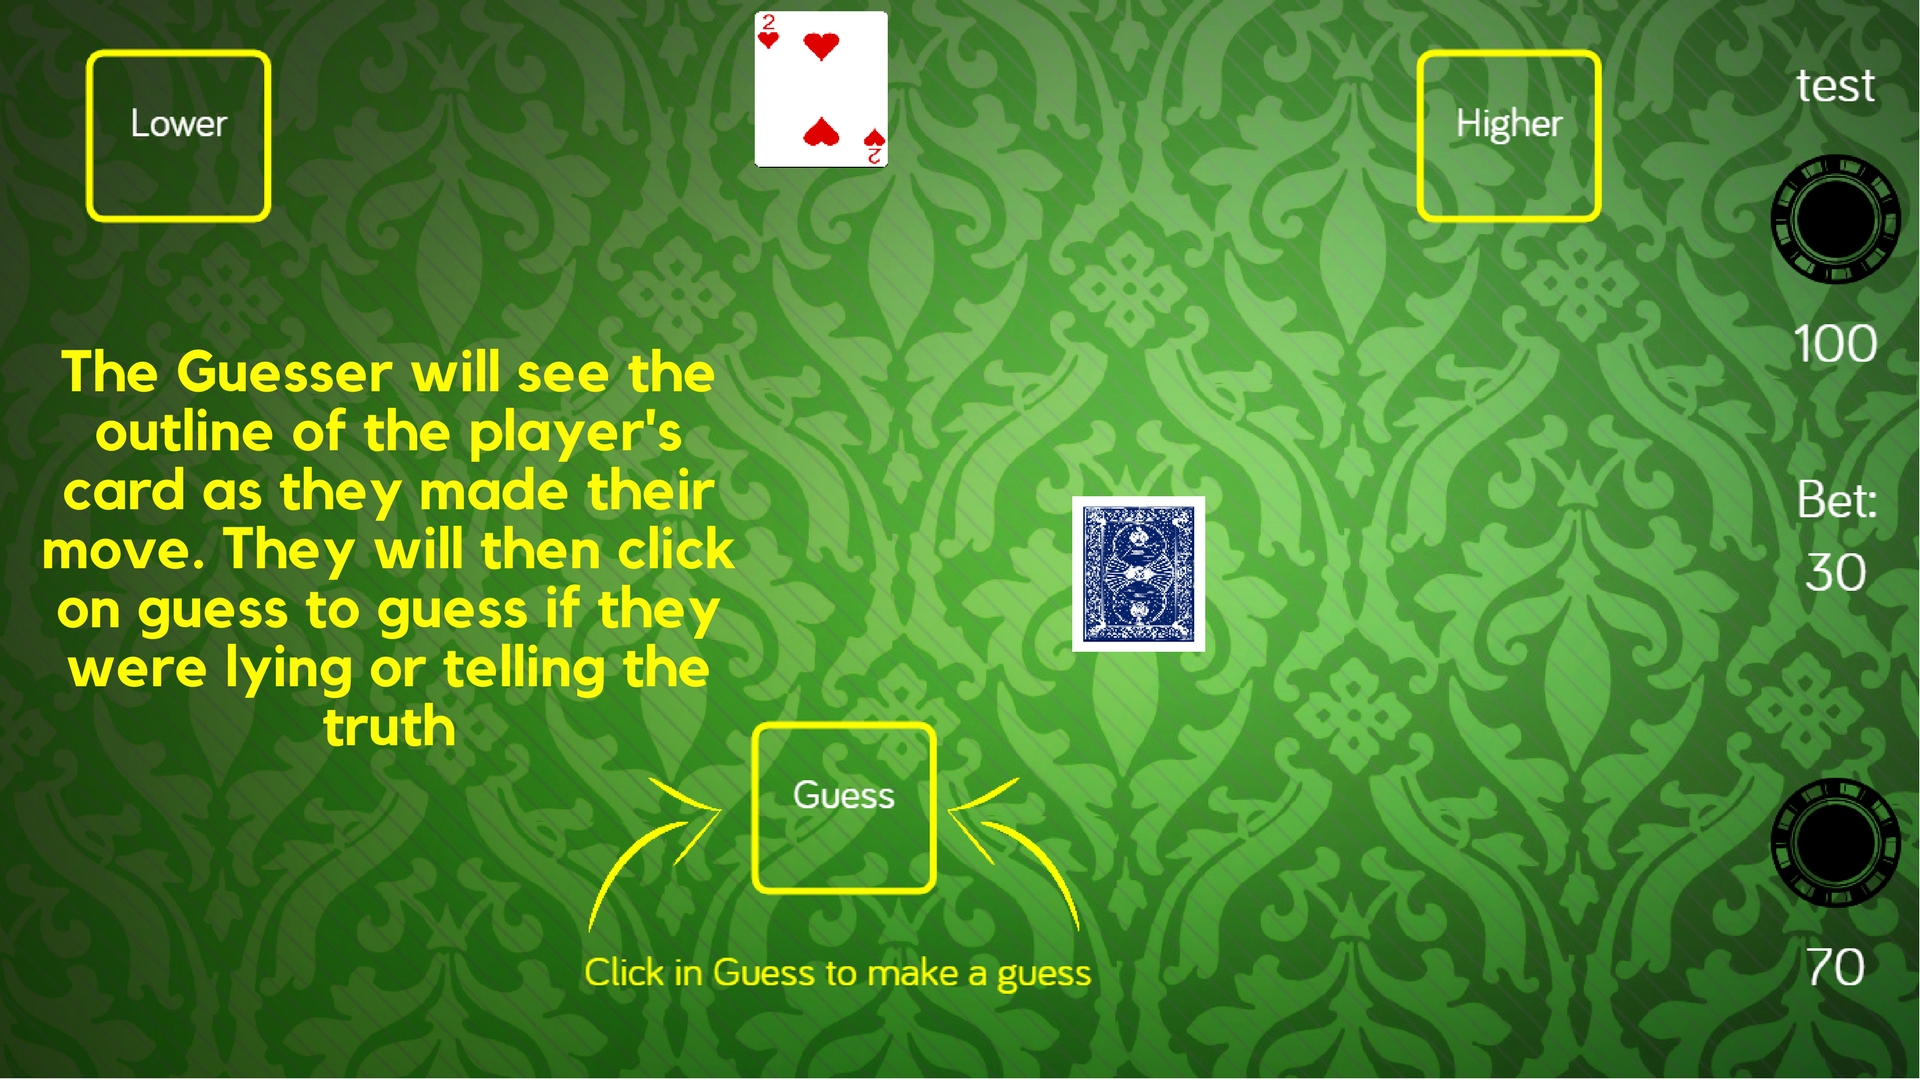 2
2
Lower
Higher
test
100
The Guesser will see the
outline of the player's
card as they made their
move. They will then click
on guess to guess if they
were lying or telling the
truth
Bet:
30
Guess
Click in Guess to make a guess
70